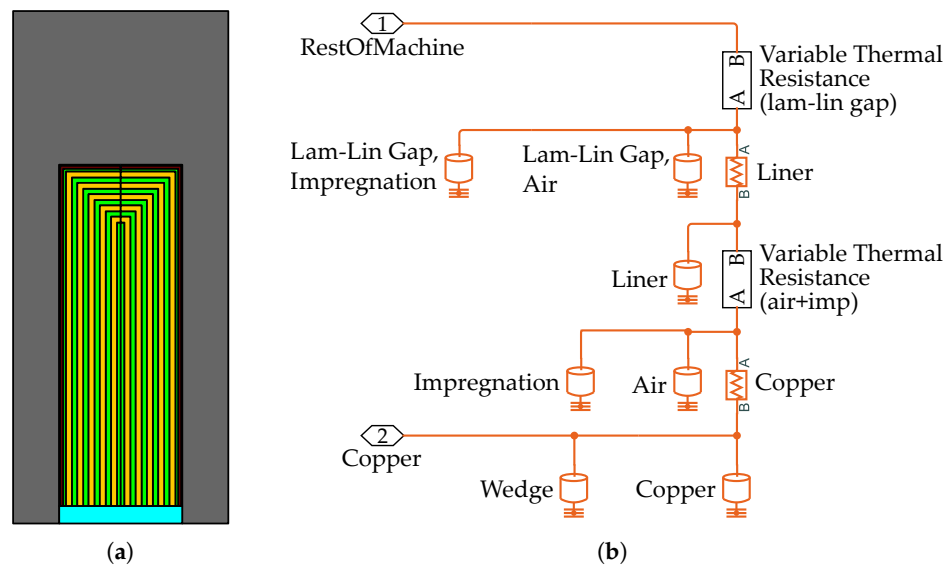 1
RestOfMachine
B
A
Variable Thermal
Resistance
(lam-lin gap)
Lam-Lin Gap,
Impregnation
Lam-Lin Gap,
Air
A
B
Liner
Liner
B
A
Variable Thermal
Resistance
(air+imp)
Impregnation
Air
A
B
Copper
2
Copper
Wedge
Copper
(a)
(b)